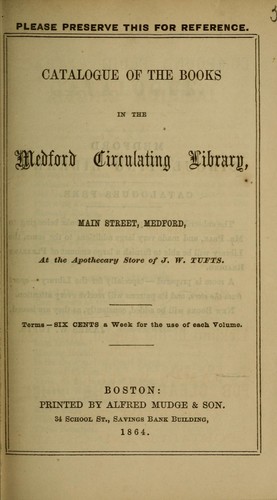 PLEASE PRESERVE THIS FOR REFERENCE.
CATALOGUE OF THE BOOKS
IN THE
Medford Circulating Library,
MAIN STREET, MEDFORD,
At the Apothecary Store of J. W. TUFTS.
Terms — SIX CENTS a Week for the use of each Volume.
BOSTON:
PRINTED BY ALFRED MUDGE & SON.
34 SCHOOL ST., SAVINGS BANK BUILDING,
1864.